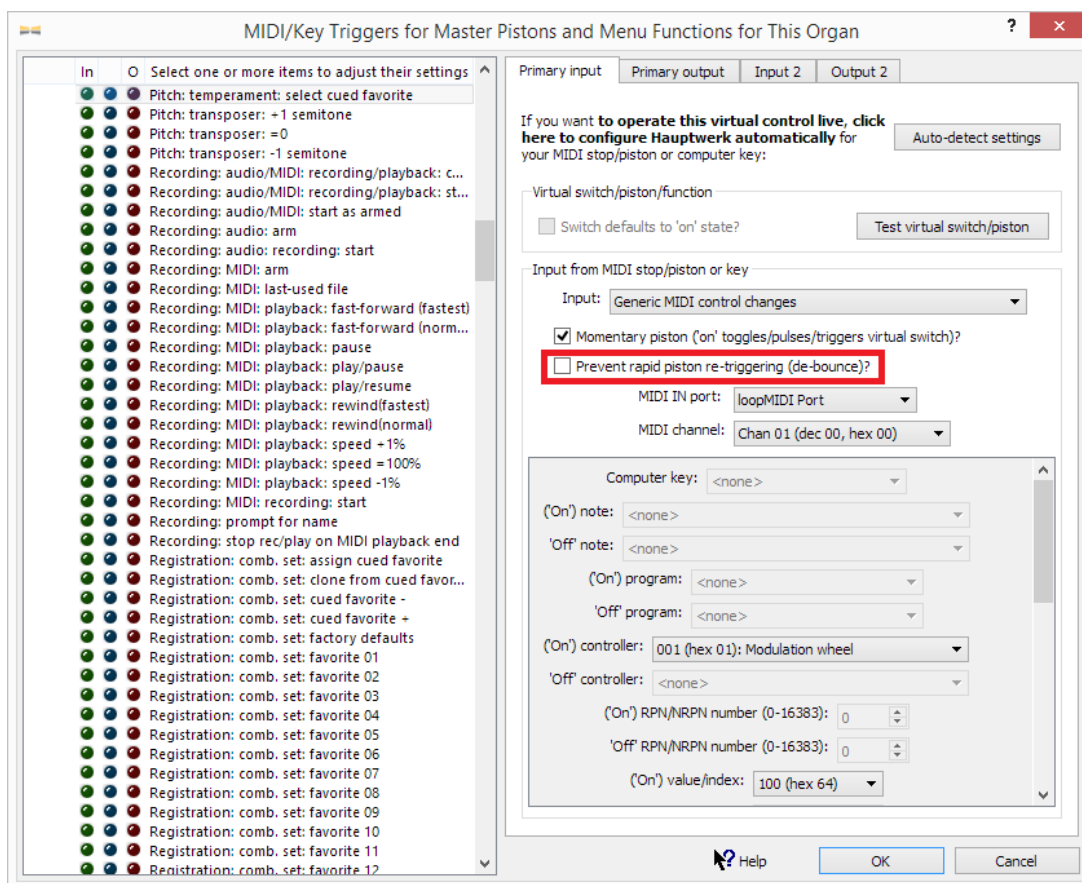 MIDI/Key Triggers for Master Pistons and Menu Functions for This Organ
?
In O Select one or more items to adjust their settings
Pitch: temperament: select cued favorite
Pitch: transposer: +1 semitone
Pitch: transposer: =0
Pitch: transposer: -1 semitone
Recording: audio/MIDI: recording/playback: c...
Recording: audio/MIDI: recording/playback: st...
Recording: audio/MIDI: start as armed
Recording: audio: arm
Recording: audio: recording: start
Recording: MIDI: arm
Recording: MIDI: last-used file
Recording: MIDI: playback: fast-forward (fastest)
Recording: MIDI: playback: fast-forward (norm...
Recording: MIDI: playback: pause
Recording: MIDI: playback: play/pause
Recording: MIDI: playback: play/resume
Recording: MIDI: playback: rewind(fastest)
Recording: MIDI: playback: rewind(normal)
Recording: MIDI: playback: speed +1%
Recording: MIDI: playback: speed =100%
Recording: MIDI: playback: speed -1%
Recording: MIDI: recording: start
Recording: prompt for name
Recording: stop rec/play on MIDI playback end
Registration: comb. set: assign cued favorite
Registration: comb. set: clone from cued favor...
Registration: comb. set: cued favorite -
Registration: comb. set: cued favorite +
Registration: comb. set: factory defaults
Registration: comb. set: favorite 01
Registration: comb. set: favorite 02
Registration: comb. set: favorite 03
Registration: comb. set: favorite 04
Registration: comb. set: favorite 05
Registration: comb. set: favorite 06
Registration: comb. set: favorite 07
Registration: comb. set: favorite 08
Registration: comb. set: favorite 09
Registration: comb. set: favorite 10
Registration: comb. set: favorite 11
Registration: comb. set: favorite 12
Primary input Primary output Input 2 Output 2
If you want to operate this virtual control live, click
here to configure Hauptwerk automatically for
your MIDI stop/piston or computer key:
Auto-detect settings
Virtual switch/piston/function
Switch defaults to 'on' state? Test virtual switch/piston
Input from MIDI stop/piston or key
Input: Generic MIDI control changes
Momentary piston ('on' toggles/pulses/triggers virtual switch)?
Prevent rapid piston re-triggering (de-bounce)?
MIDI IN port: loopMIDI Port
MIDI channel: Chan 01 (dec 00, hex 00)
Computer key: <none>
('On') note: <none>
'Off' note: <none>
('On') program: <none>
'Off' program: <none>
('On') controller: 001 (hex 01): Modulation wheel
'Off' controller: <none>
('On') RPN/NRPN number (0-16383): 0
'Off' RPN/NRPN number (0-16383): 0
('On') value/index: 100 (hex 64)
? Help OK Cancel